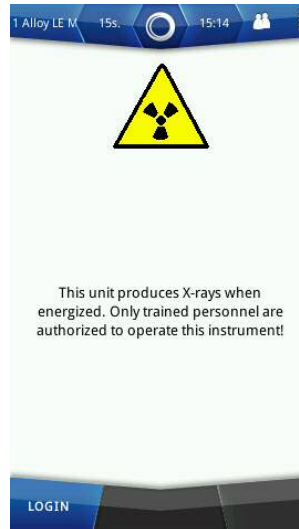 1 Alloy LE M 15s. 15:14
This unit produces X-rays when
energized. Only trained personnel are
authorized to operate this instrument!
LOGIN